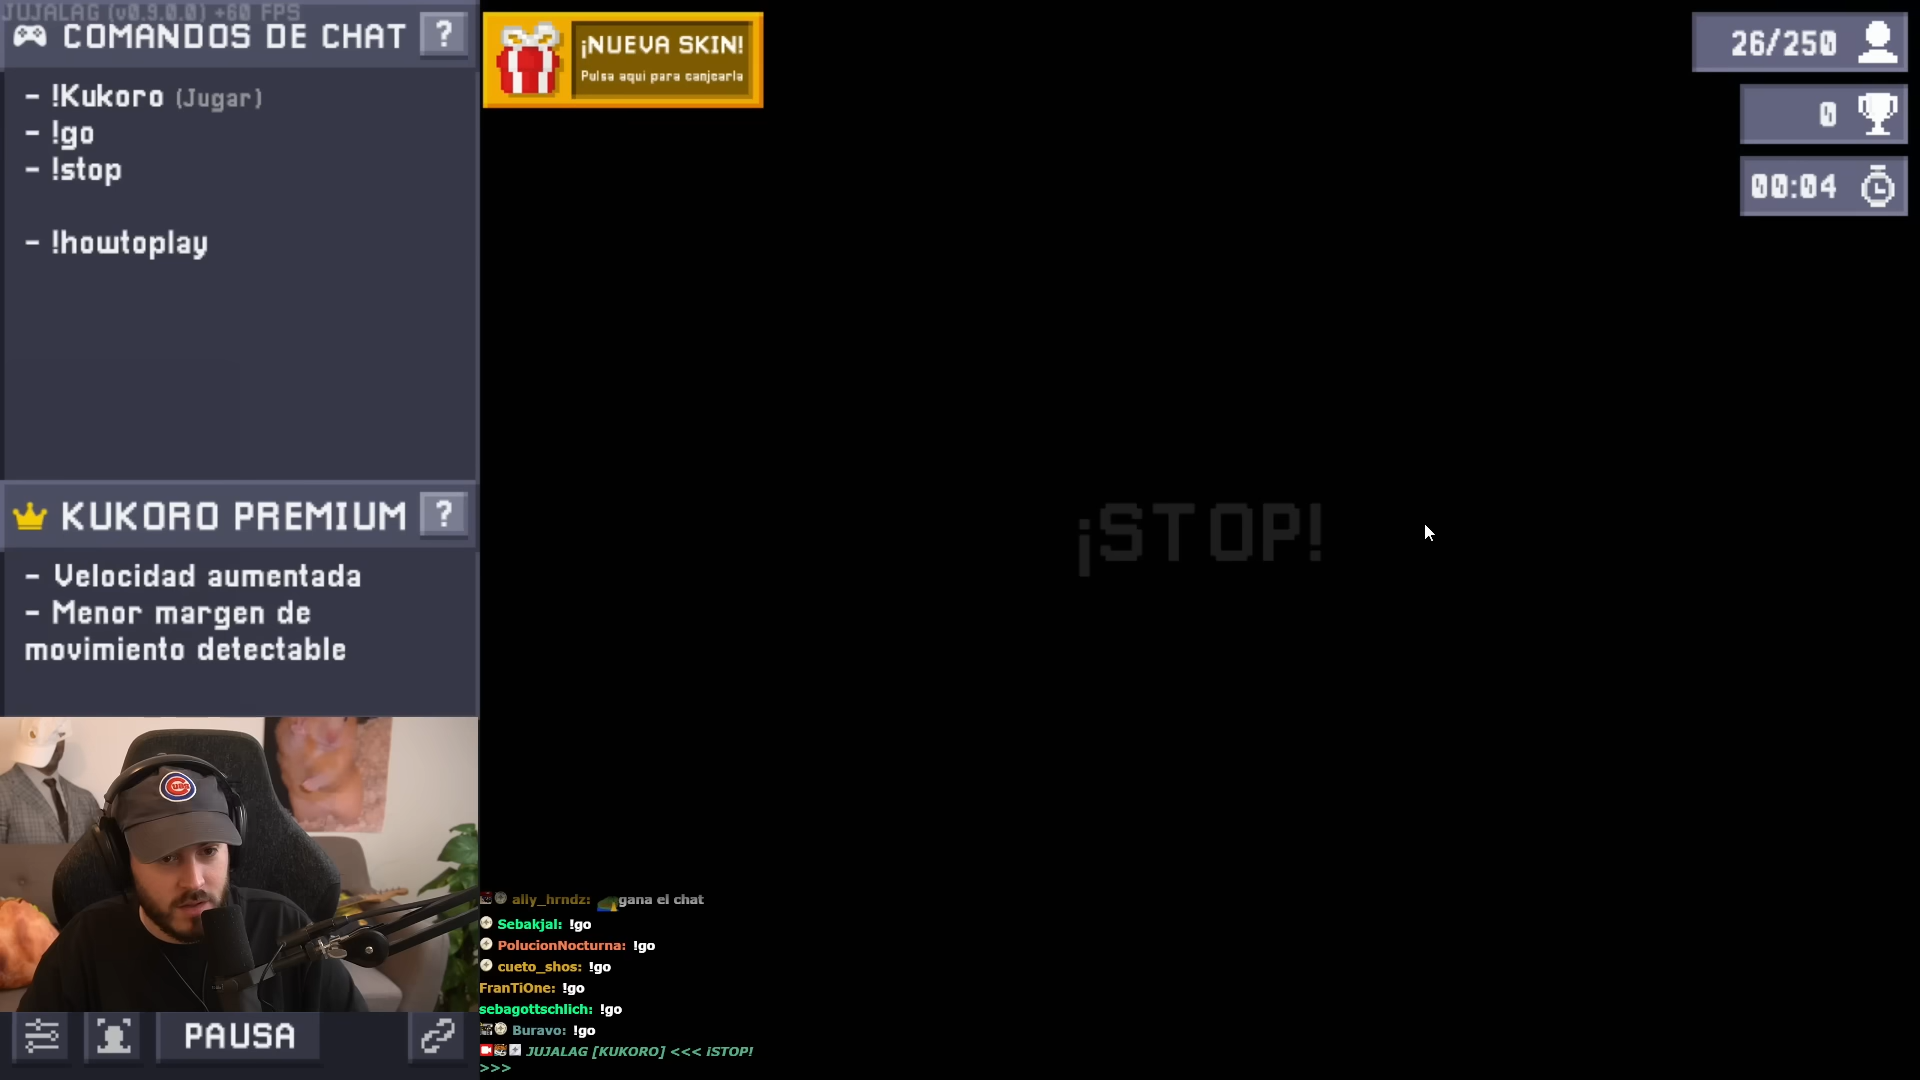 JUJALAG (v0.9.0.0) +60 FPS
COMANDOS DE CHAT ?
- !Kukoro (Jugar)
- !go
- !stop
- !howtoplay
KUKORO PREMIUM ?
- Velocidad aumentada
- Menor margen de
movimiento detectable
CUBS
PAUSA
¡NUEVA SKIN!
Pulsa aquí para canjearla
26/250
0
00:04
¡STOP!
ally_hrndz: gana el chat
Sebakjal: !go
PolucionNocturna: !go
cueto_shos: !go
FranTiOne: !go
sebagottschlich: !go
Buravo: !go
JUJALAG [KUKORO] <<< ¡STOP!
>>>